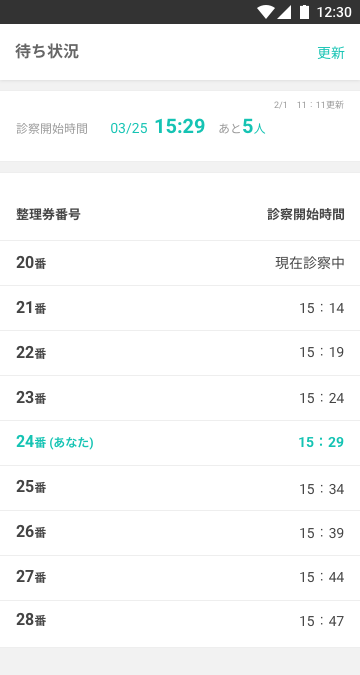 12:30
待ち状況 更新
2/1 11：11更新
診察開始時間 03/25 15:29 あと5人
整理券番号 診察開始時間
20番 現在診察中
21番 15：14
22番 15：19
23番 15：24
24番 (あなた) 15：29
25番 15：34
26番 15：39
27番 15：44
28番 15：47